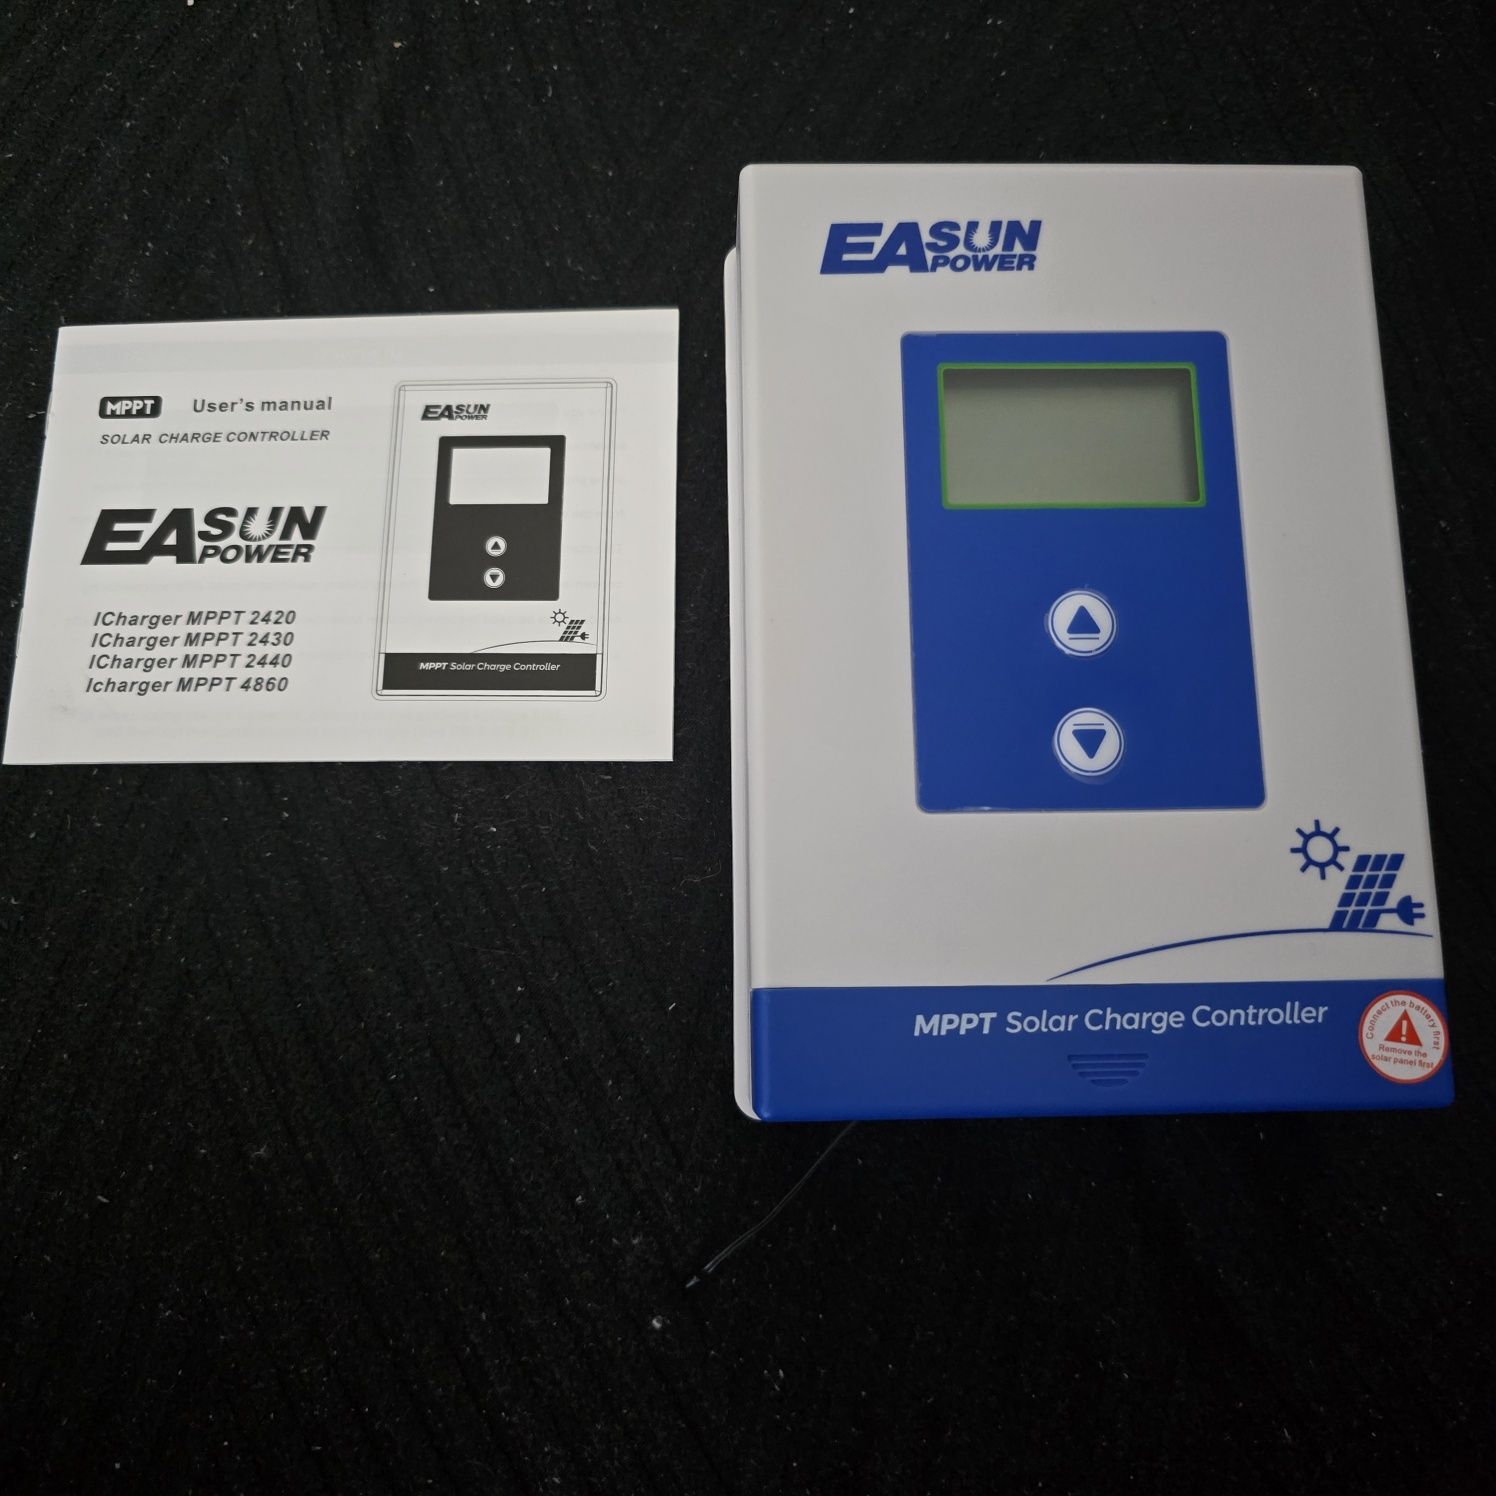 MPPT User's manual
SOLAR CHARGE CONTROLLER
EASUN
POWER
ICharger MPPT 2420
ICharger MPPT 2430
ICharger MPPT 2440
Icharger MPPT 4860
EASUN
POWER
MPPT Solar Charge Controller
EASUN
POWER
MPPT Solar Charge Controller
Connect the battery first
Remove the
solar panel first